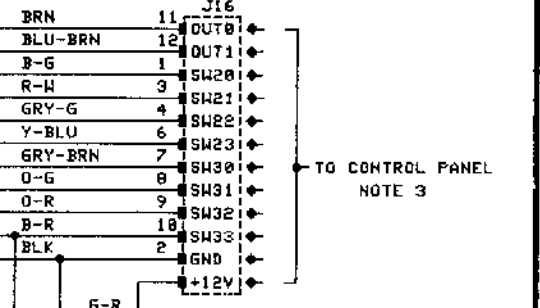 J16
BRN 11 OUT0
BLU-BRN 12 OUT1
B-G 1 SW20
R-W 3 SW21
GRY-G 4 SW22
Y-BLU 6 SW23
GRY-BRN 7 SW30
O-G 8 SW31
O-R 9 SW32
B-R 10 SW33
BLK 2 GND
+12V
TO CONTROL PANEL
NOTE 3
G-R